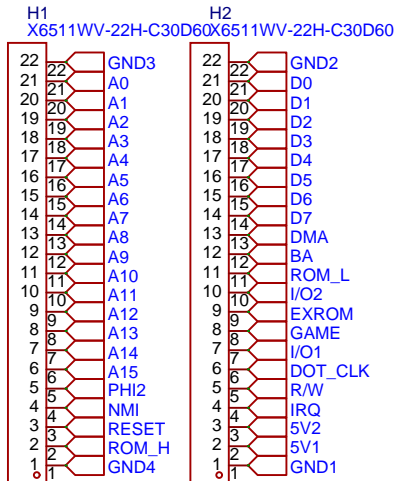 H1 H2
X6511WV-22H-C30D60 X6511WV-22H-C30D60
22 22 GND3 22 22 GND2
21 21 A0 21 21 D0
20 20 A1 20 20 D1
19 19 A2 19 19 D2
18 18 A3 18 18 D3
17 17 A4 17 17 D4
16 16 A5 16 16 D5
15 15 A6 15 15 D6
14 14 A7 14 14 D7
13 13 A8 13 13 DMA
12 12 A9 12 12 BA
11 11 A10 11 11 ROM_L
10 10 A11 10 10 I/O2
9 9 A12 9 9 EXROM
8 8 A13 8 8 GAME
7 7 A14 7 7 I/O1
6 6 A15 6 6 DOT_CLK
5 5 PHI2 5 5 R/W
4 4 NMI 4 4 IRQ
3 3 RESET 3 3 5V2
2 2 ROM_H 2 2 5V1
1 1 GND4 1 1 GND1